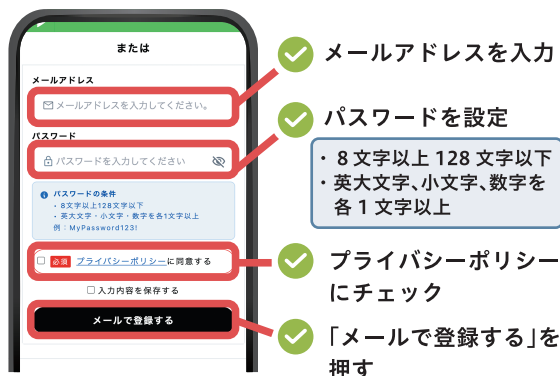 または
メールアドレス
メールアドレスを入力してください。
パスワード
パスワードを入力してください
パスワードの条件
・8文字以上128文字以下
・英大文字・小文字・数字を各1文字以上
例：MyPassword123!
必須 プライバシーポリシーに同意する
入力内容を保存する
メールで登録する
メールアドレスを入力
パスワードを設定
・8文字以上128文字以下
・英大文字、小文字、数字を
各1文字以上
プライバシーポリシー
にチェック
「メールで登録する」を
押す